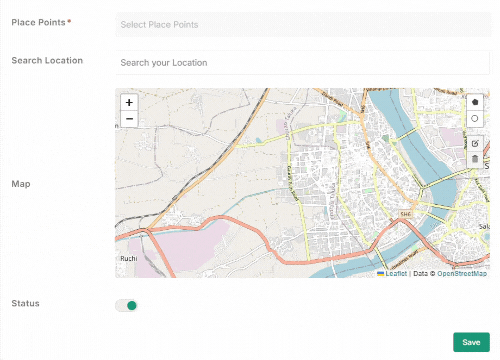 Place Points*
Select Place Points
Search Location
Search your Location
+
−
Map
SH6
Ruchi
Leaflet | Data © OpenStreetMap
Status
Save